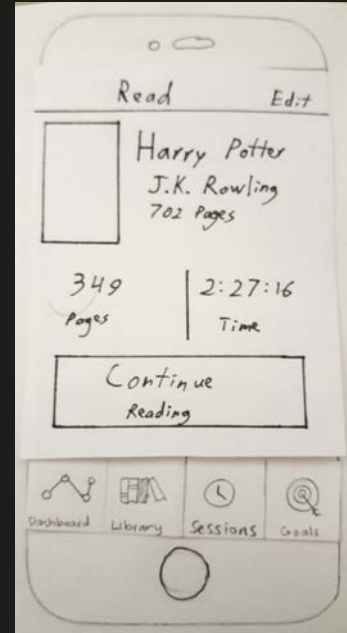 Read Edit
Harry Potter
J.K. Rowling
702 Pages
349 2:27:16
Pages Time
Continue
Reading
Dashboard Library Sessions Goals